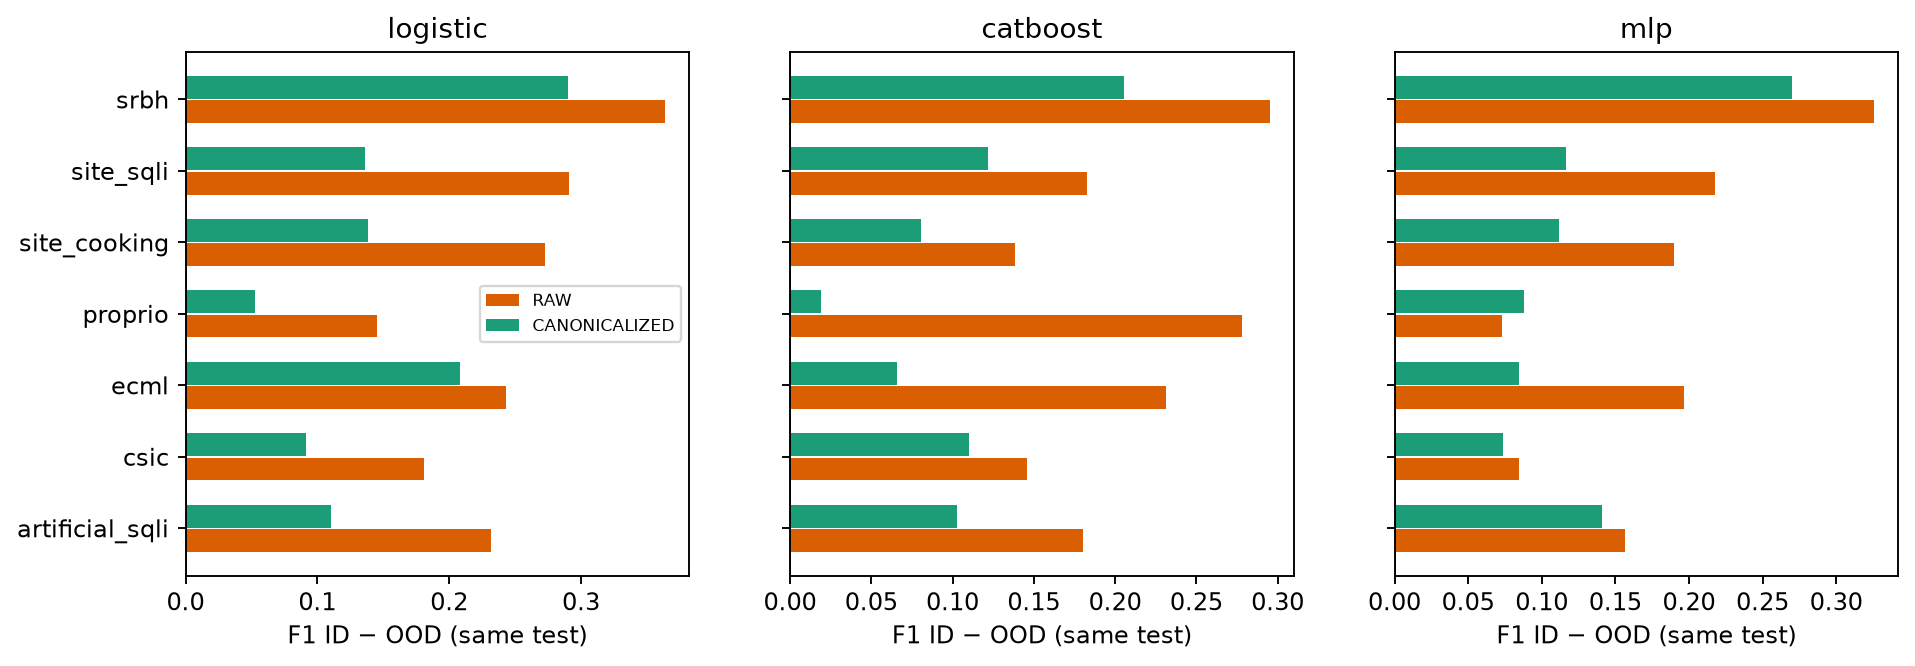 logistic
catboost
mlp
srbh
site_sqli
site_cooking
proprio
ecml
csic
artificial_sqli
RAW
CANONICALIZED
0.0 0.1 0.2 0.3
0.00 0.05 0.10 0.15 0.20 0.25 0.30
0.00 0.05 0.10 0.15 0.20 0.25 0.30
F1 ID − OOD (same test)
F1 ID − OOD (same test)
F1 ID − OOD (same test)